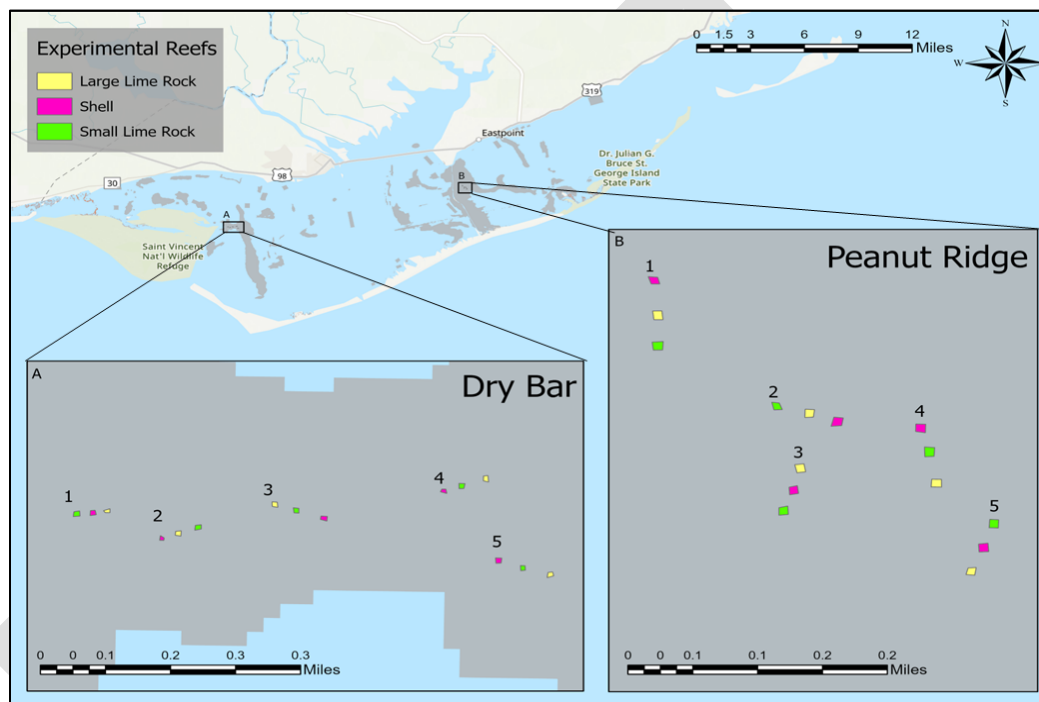 Experimental Reefs
Large Lime Rock
Shell
Small Lime Rock
0 1.5 3 6 9 12
Miles
N
W
S
319
Eastpoint
98
30
Dr. Julian G.
Bruce St.
George Island
State Park
B
A
Saint Vincent
Nat'l Wildlife
Refuge
A
Dry Bar
1
2
3
4
5
0 0 0.1 0.2 0.3 0.3
Miles
B
Peanut Ridge
1
2
3
4
5
0 0 0.1 0.1 0.2 0.2
Miles